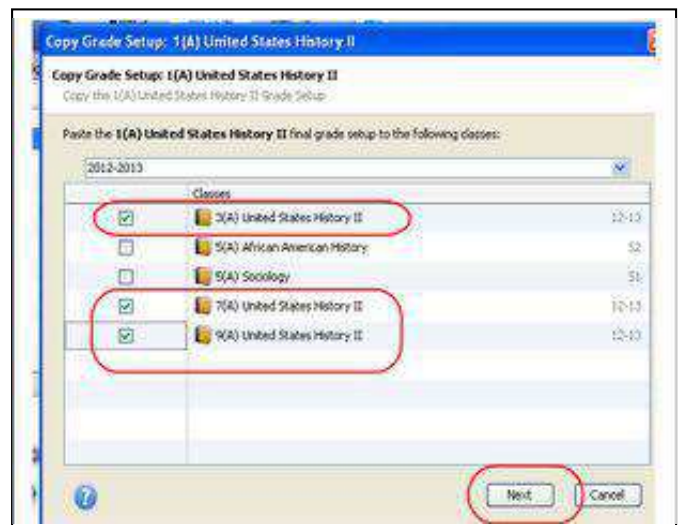 Copy Grade Setup: 1(A) United States History II
Copy Grade Setup: 1(A) United States History II
Copy the 1(A) United States History II Grade Setup
Paste the 1(A) United States History II final grade setup to the following classes:
2012-2013
Classes
3(A) United States History II 12-13
5(A) African American History S2
5(A) Sociology S1
7(A) United States History II 12-13
9(A) United States History II 12-13
Next Cancel